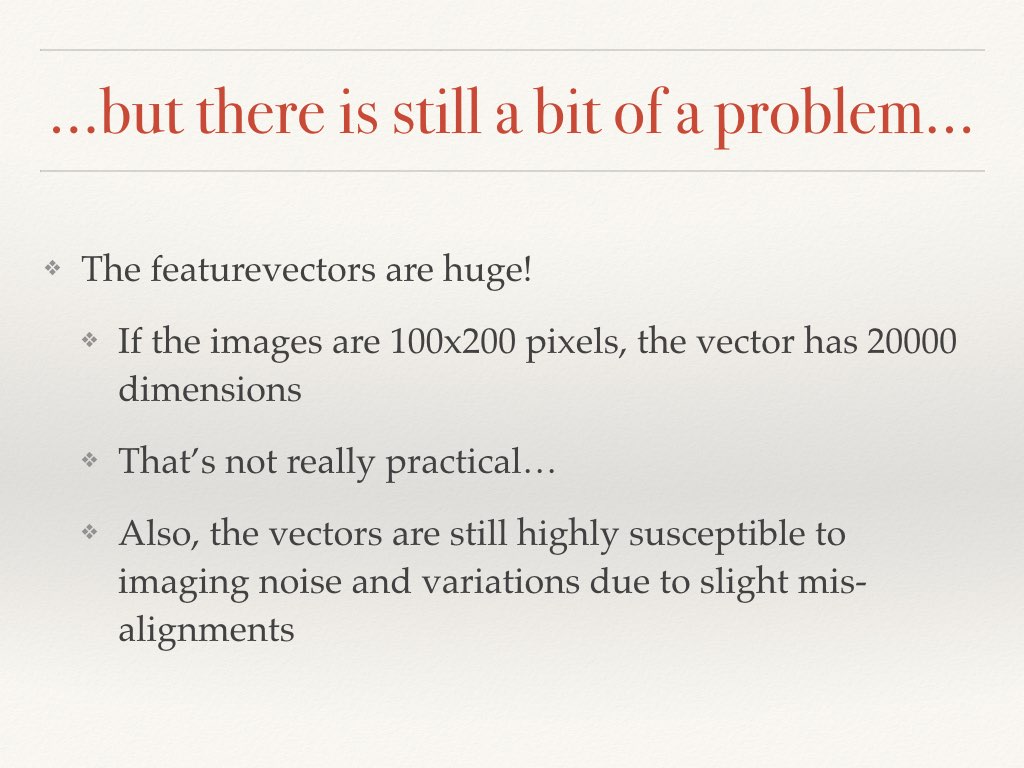 …but there is still a bit of a problem…
❖ The featurevectors are huge!
❖ If the images are 100x200 pixels, the vector has 20000
dimensions
❖ That’s not really practical…
❖ Also, the vectors are still highly susceptible to
imaging noise and variations due to slight mis-
alignments